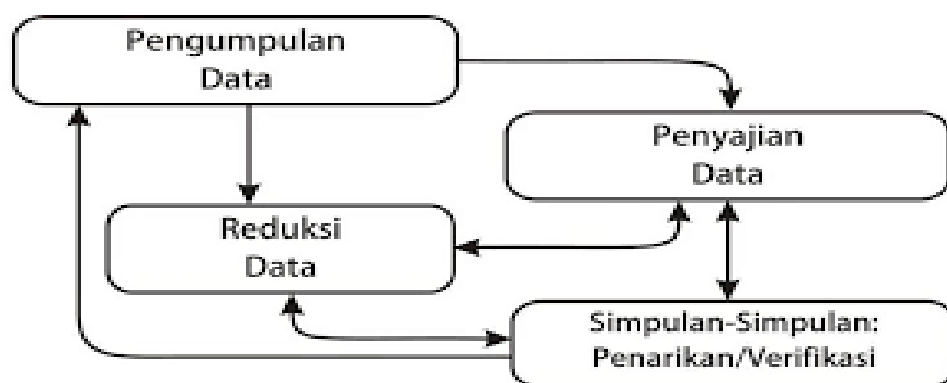 Pengumpulan
Data
Penyajian
Data
Reduksi
Data
Simpulan-Simpulan:
Penarikan/Verifikasi